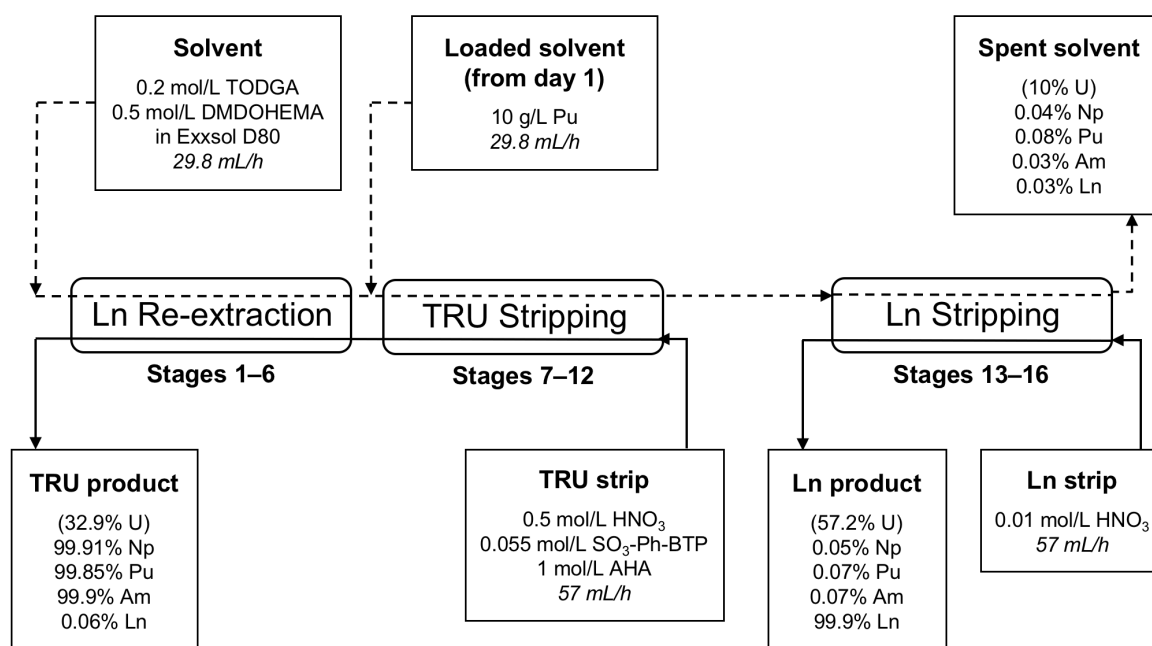 Solvent
0.2 mol/L TODGA
0.5 mol/L DMDOHEMA
in Exxsol D80
29.8 mL/h
Loaded solvent
(from day 1)
10 g/L Pu
29.8 mL/h
Spent solvent
(10% U)
0.04% Np
0.08% Pu
0.03% Am
0.03% Ln
Ln Re-extraction
Stages 1–6
TRU Stripping
Stages 7–12
Ln Stripping
Stages 13–16
TRU product
(32.9% U)
99.91% Np
99.85% Pu
99.9% Am
0.06% Ln
TRU strip
0.5 mol/L HNO₃
0.055 mol/L SO₃-Ph-BTP
1 mol/L AHA
57 mL/h
Ln product
(57.2% U)
0.05% Np
0.07% Pu
0.07% Am
99.9% Ln
Ln strip
0.01 mol/L HNO₃
57 mL/h